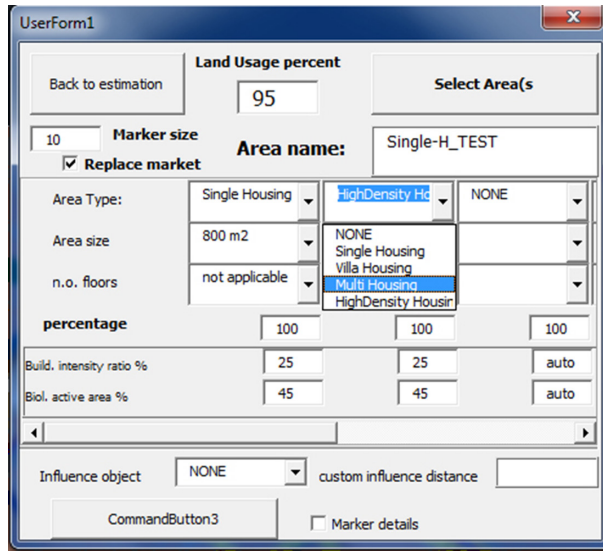 UserForm1
Land Usage percent
Back to estimation
95
Select Area(s
10 Marker size
Replace market
Area name:
Single-H_TEST
Area Type: Single Housing HighDensity Ho NONE
Area size 800 m2
NONE
Single Housing
Villa Housing
Multi Housing
HighDensity Housin
n.o. floors not applicable
percentage 100 100 100
Build. intensity ratio % 25 25 auto
Biol. active area % 45 45 auto
Influence object NONE custom influence distance
CommandButton3 Marker details